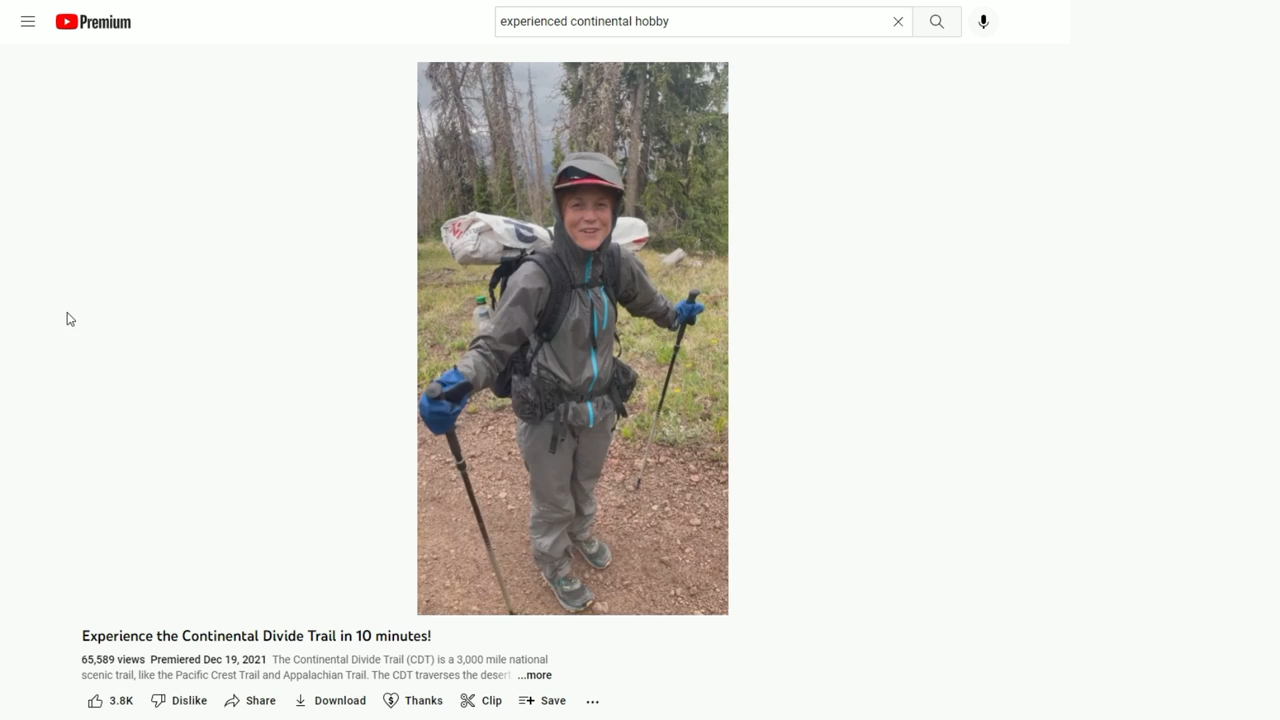 Premium
experienced continental hobby
Experience the Continental Divide Trail in 10 minutes!
65,589 views Premiered Dec 19, 2021 The Continental Divide Trail (CDT) is a 3,000 mile national
scenic trail, like the Pacific Crest Trail and Appalachian Trail. The CDT traverses the desert ...more
3.8K Dislike Share Download Thanks Clip Save